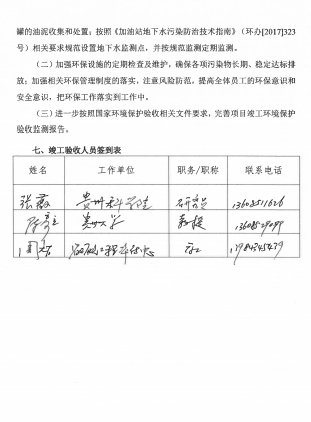 罐的油泥收集和处置；按照《加油站地下水污染防治技术指南》（环办[2017]323
号）相关要求规范设置地下水监测点，并按规范监测定期监测。
（二）加强环保设施的定期检查及维护，确保各项污染物长期、稳定达标排
放；加强相关环保管理制度的落实，注意风险防范。提高全体员工的环保意识和
安全意识，把环保工作落实到工作中。
（三）进一步按照国家环境保护验收相关文件要求，完善项目竣工环境保护
验收监测报告。
七、竣工验收人员签到表
姓名 工作单位 职务/职称 联系电话
贵州科学院 研究员 13608511626
贵州大学 教授
高工